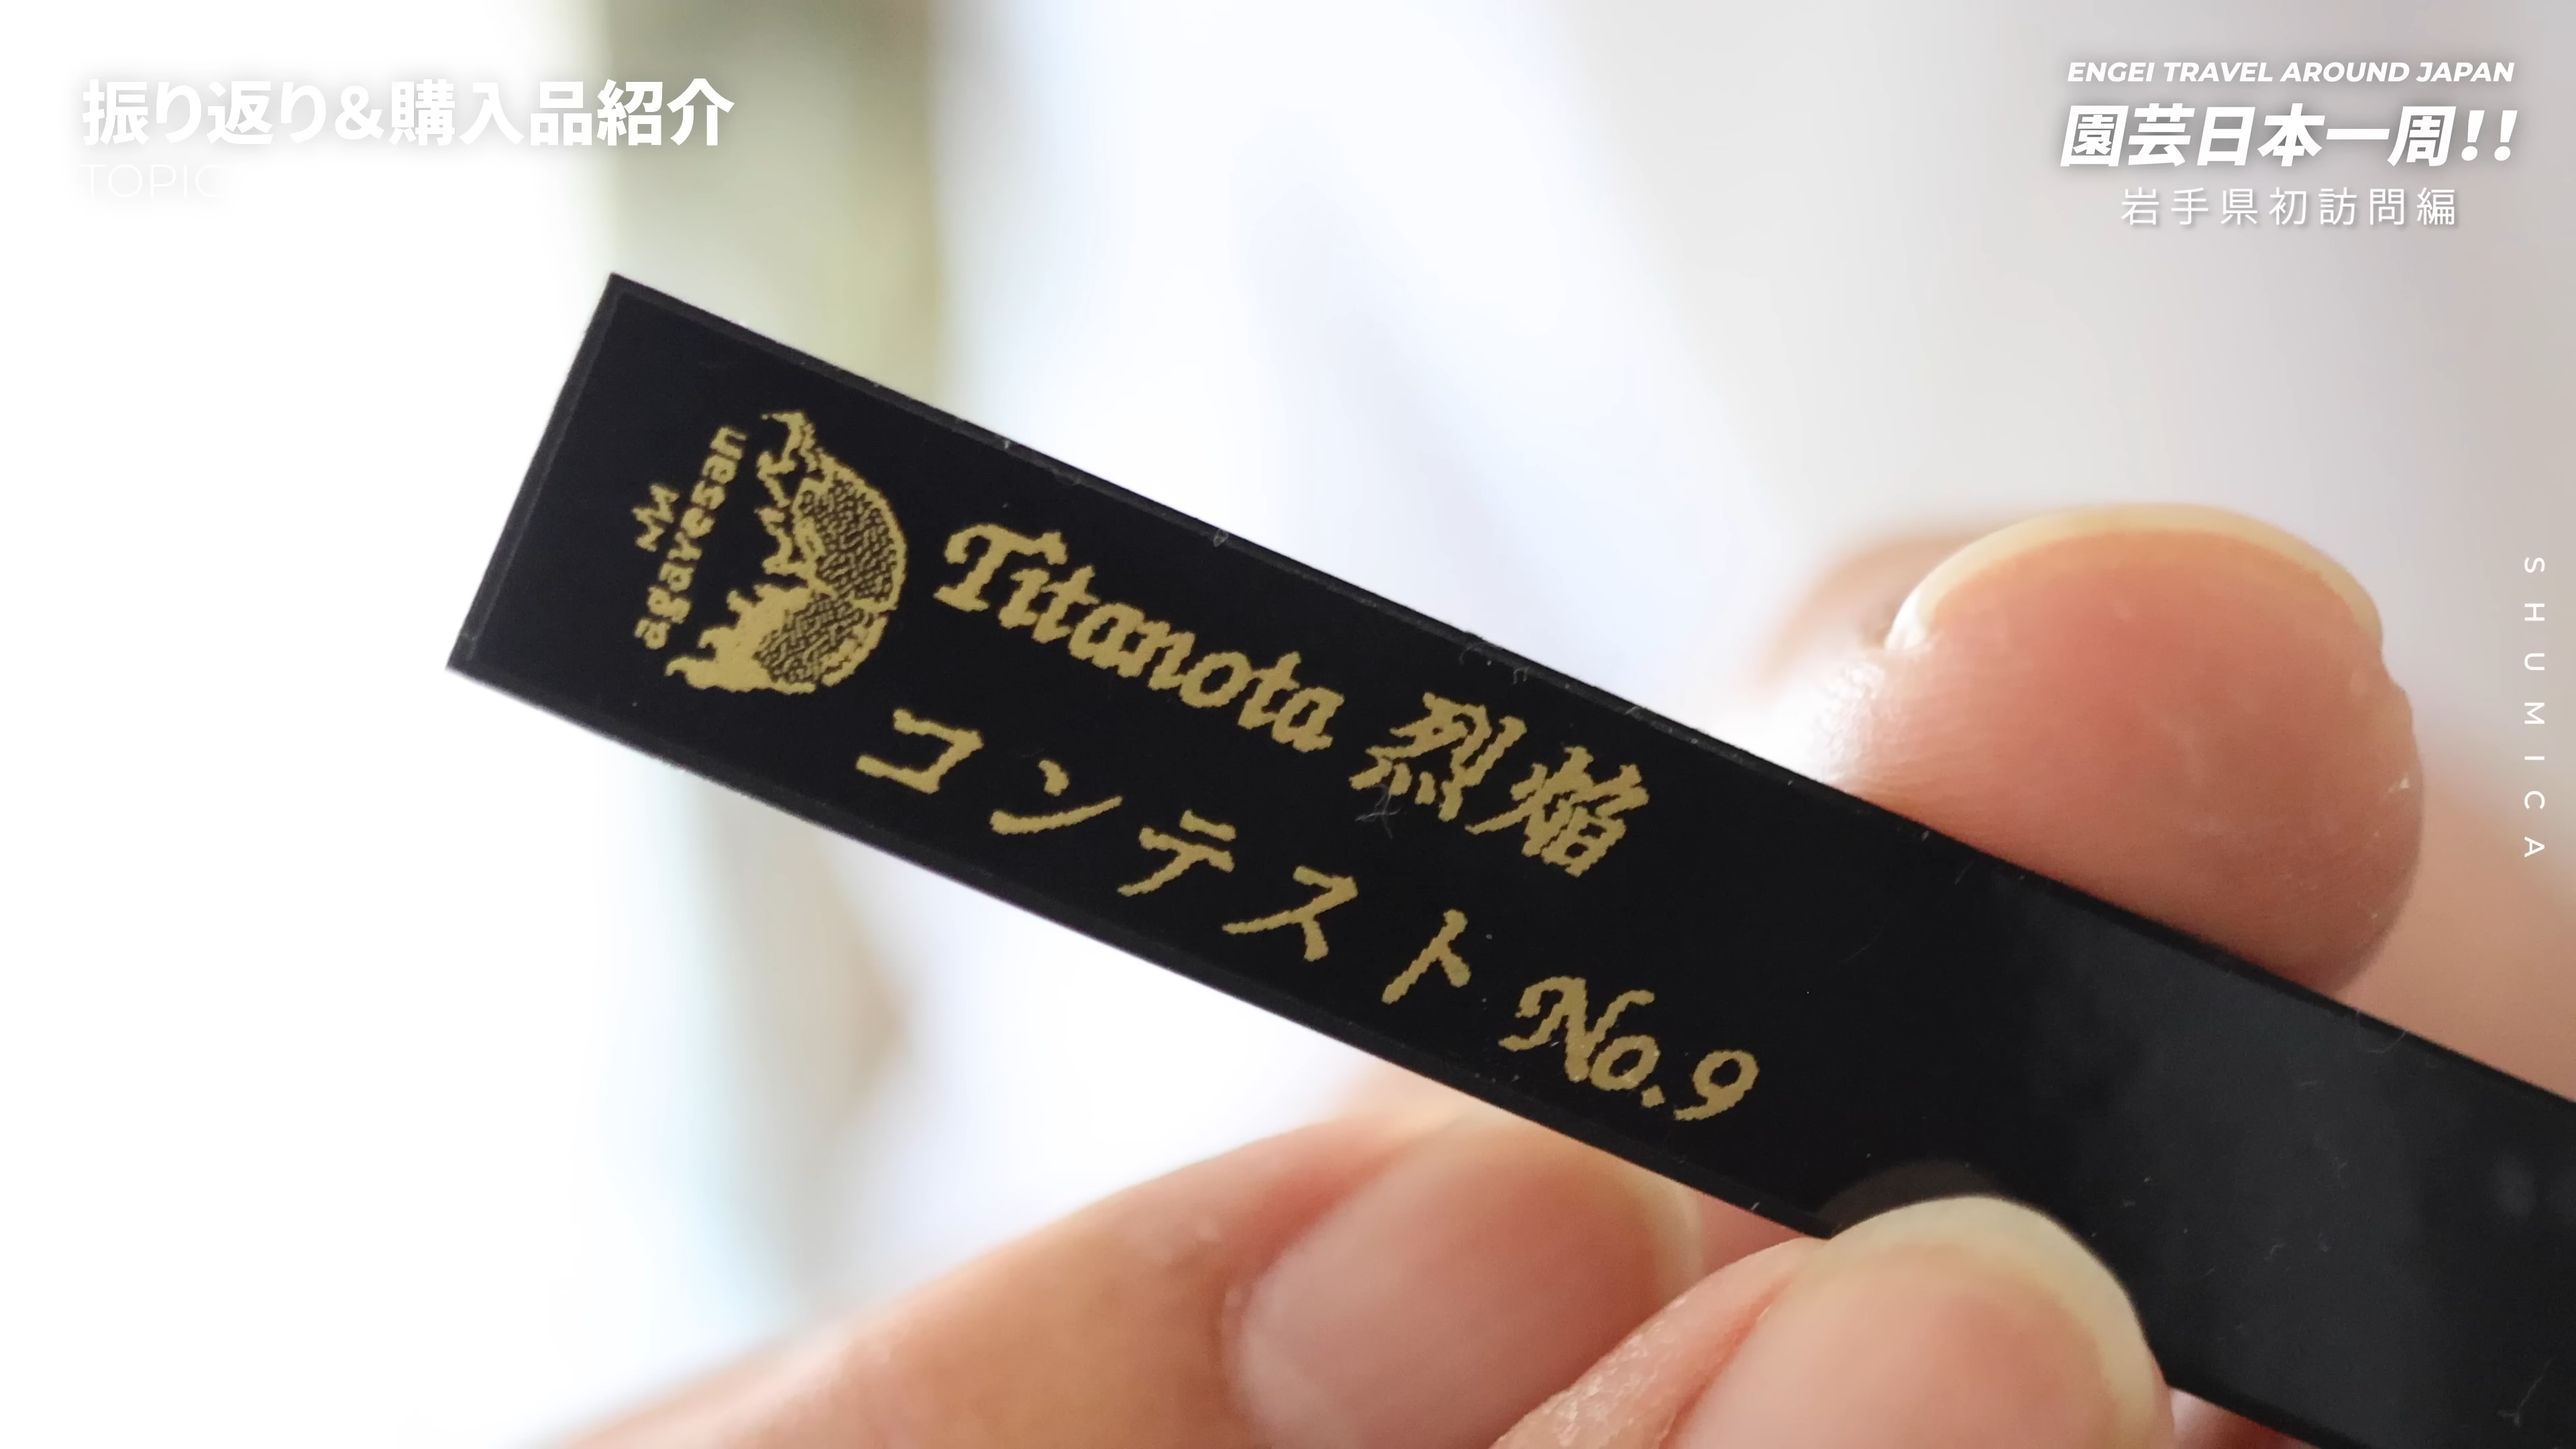 振り返り&購入品紹介
TOPIC
ENGEI TRAVEL AROUND JAPAN
園芸日本一周!!
岩手県初訪問編
SHUMICA
agavesan
Titanota 烈焔
コンテスト No.9